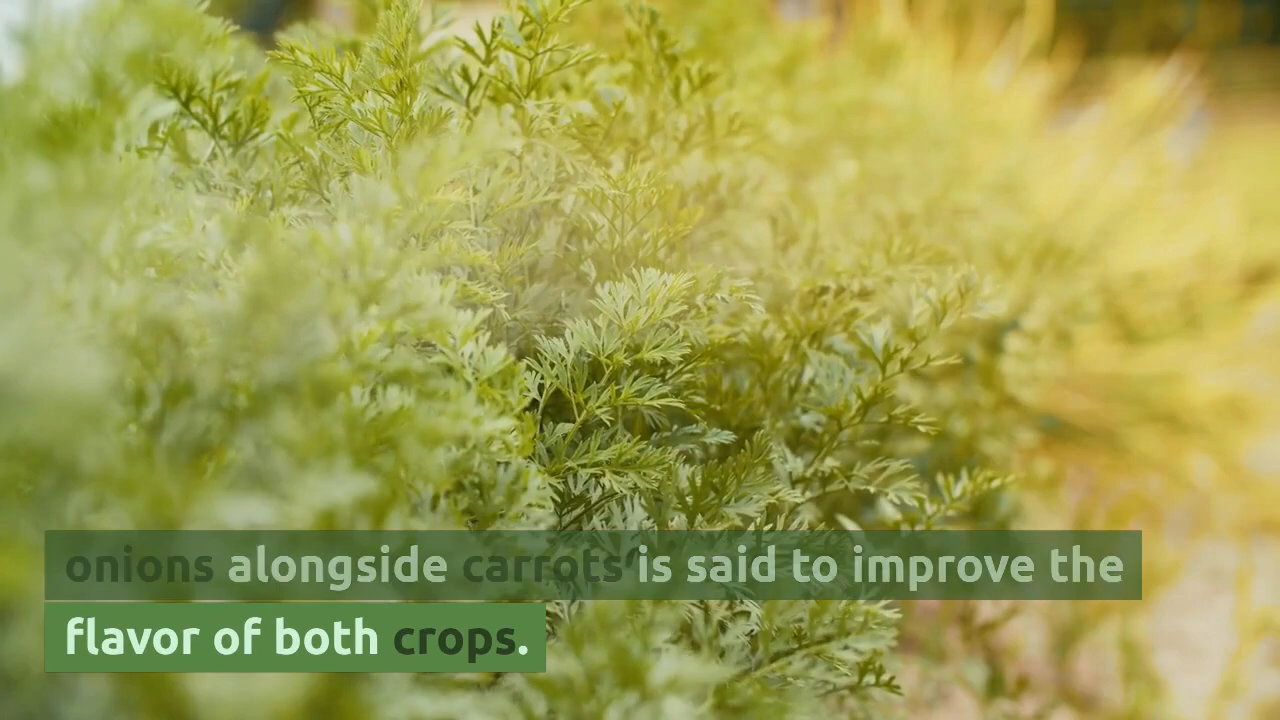 onions alongside carrots is said to improve the
flavor of both crops.